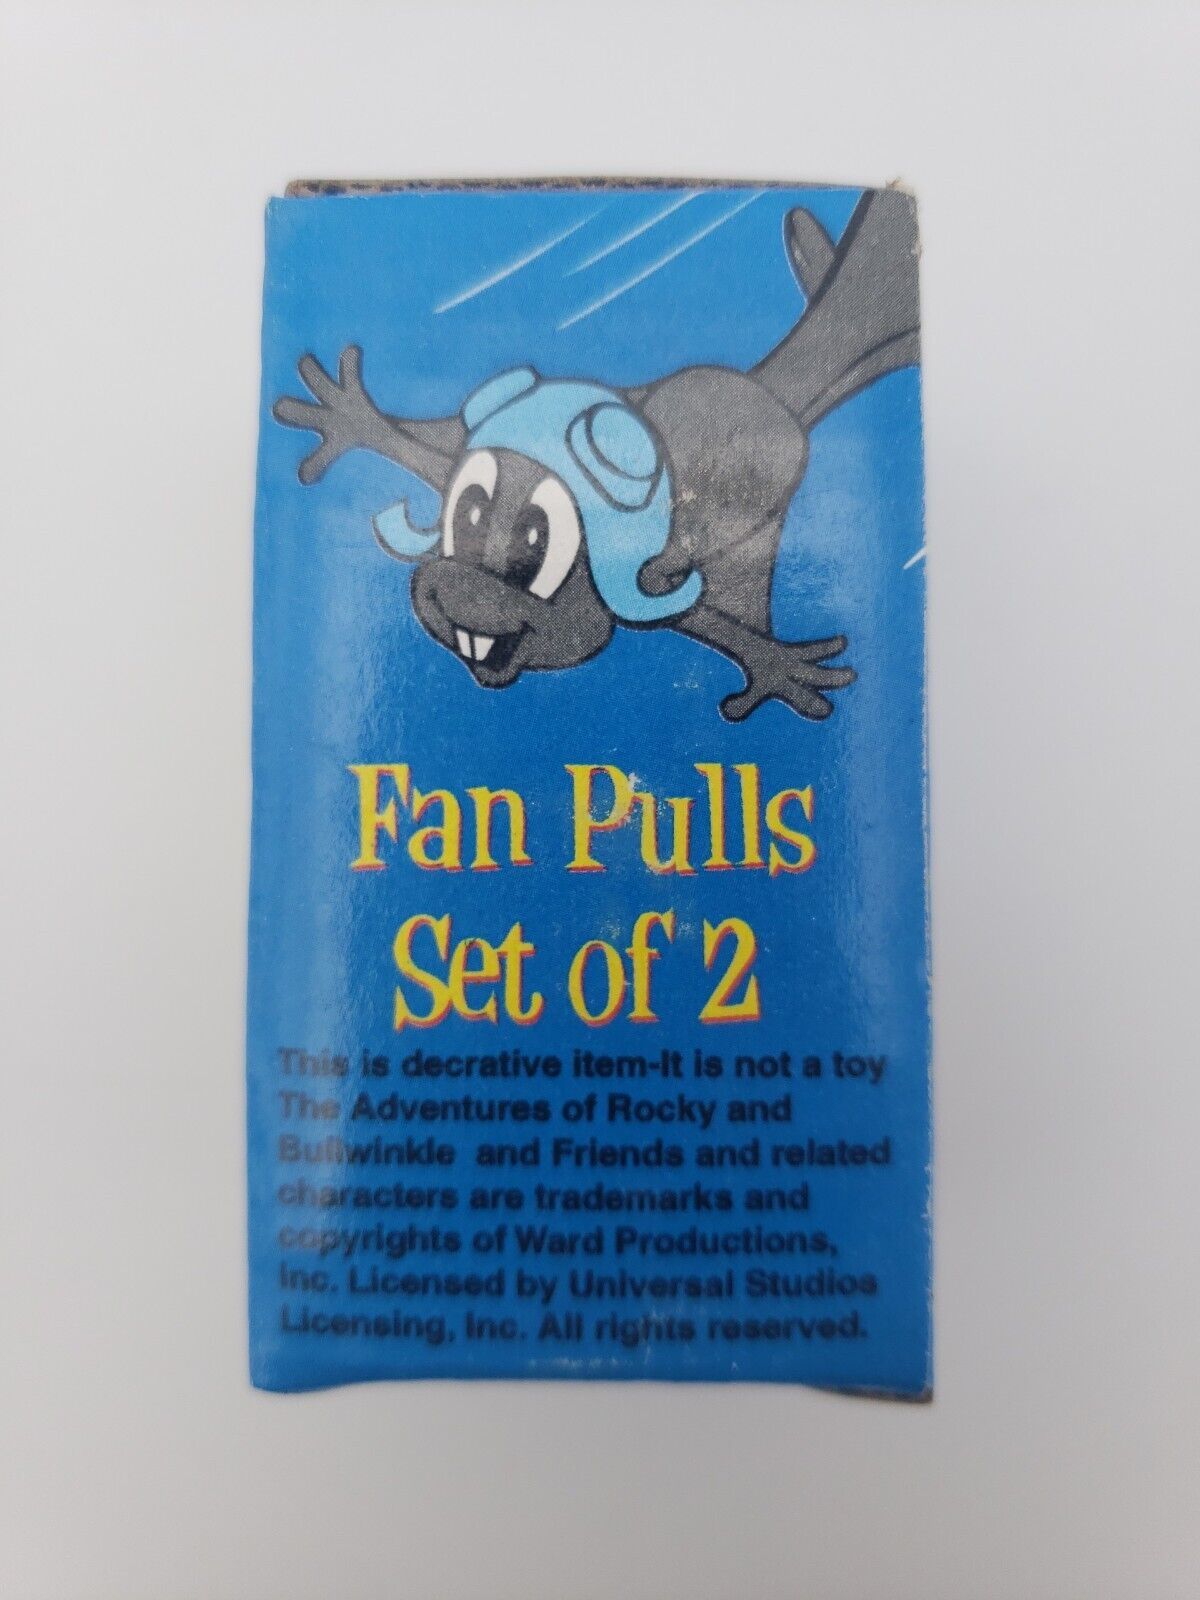 Fan Pulls
Set of 2
This is decrative item-It is not a toy
The Adventures of Rocky and
Bullwinkle and Friends and related
characters are trademarks and
copyrights of Ward Productions,
Inc. Licensed by Universal Studios
Licensing, Inc. All rights reserved.